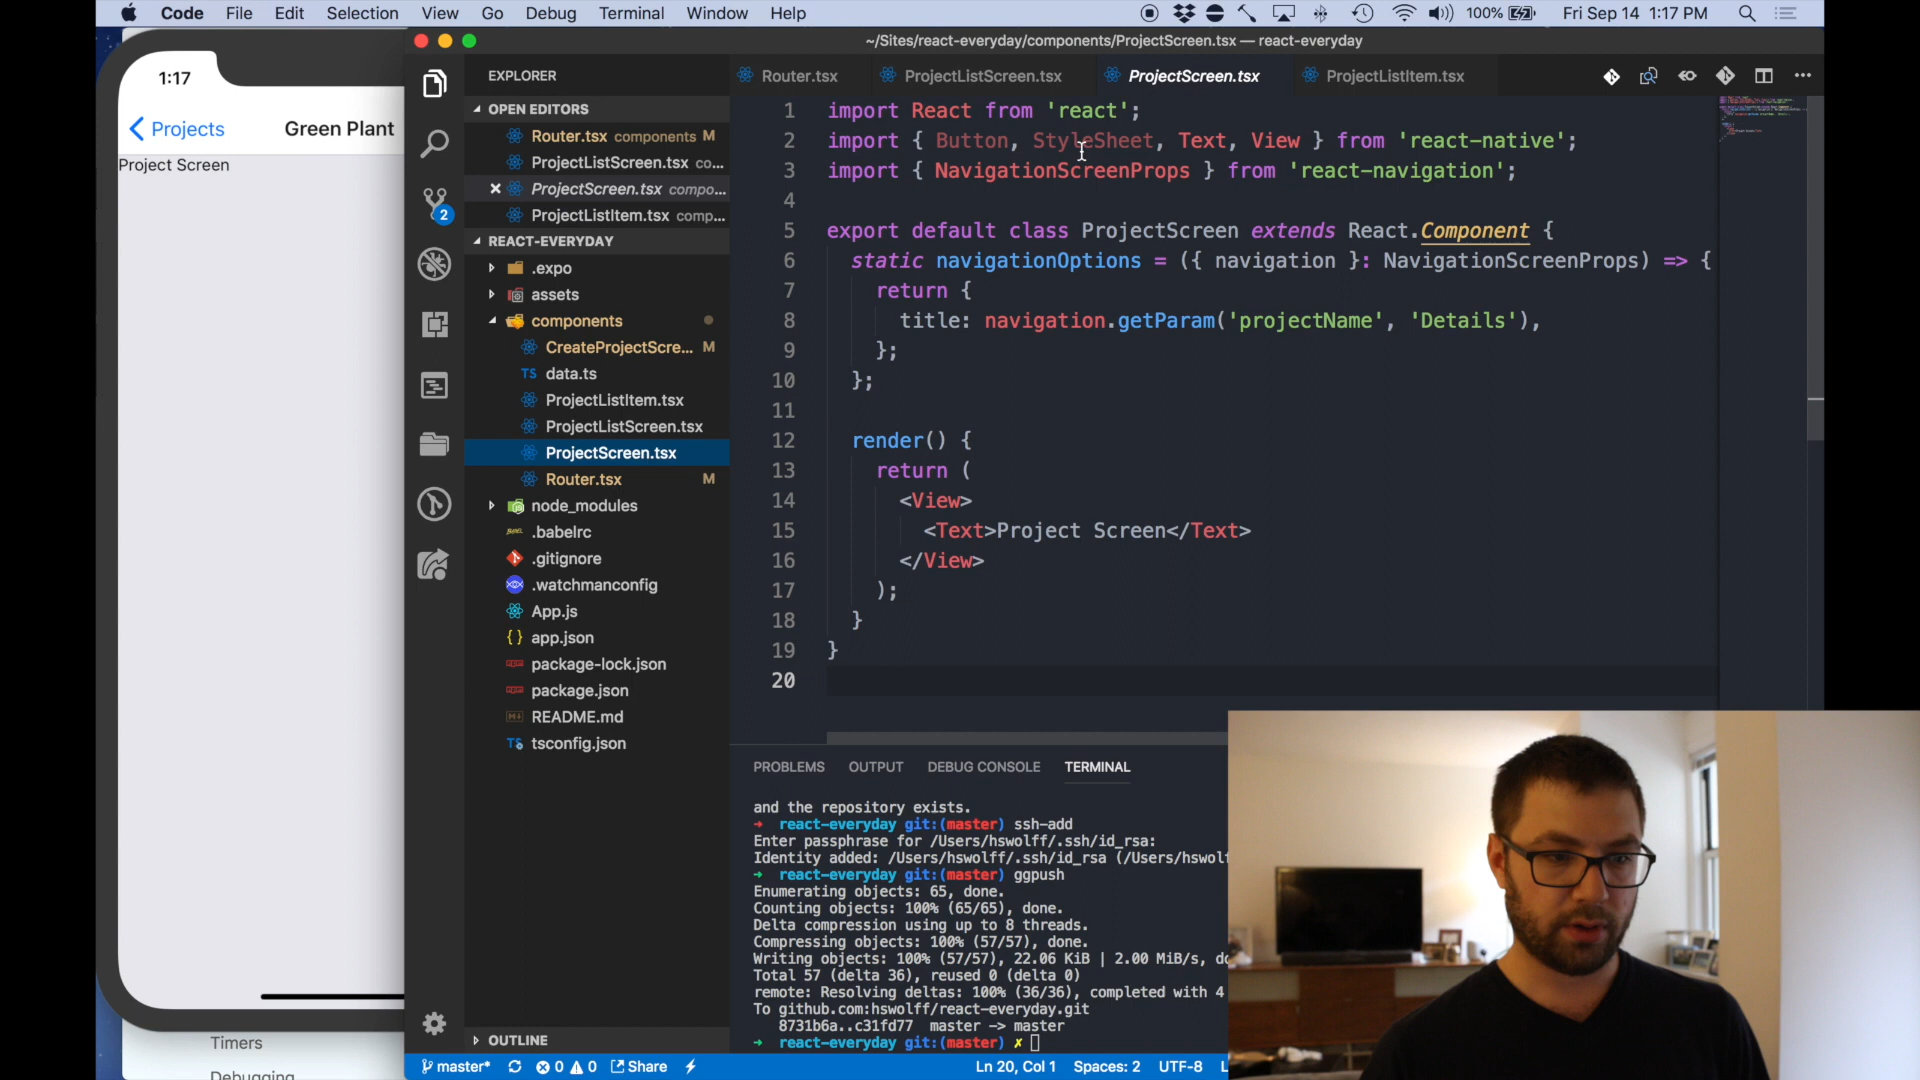 Code File Edit Selection View Go Debug Terminal Window Help
100% Fri Sep 14 1:17 PM
~/Sites/react-everyday/components/ProjectScreen.tsx — react-everyday
1:17
Projects
Green Plant
Project Screen
Timers
Debugging
EXPLORER
OPEN EDITORS
Router.tsx components M
ProjectListScreen.tsx co...
ProjectScreen.tsx compo...
ProjectListItem.tsx comp...
2
REACT-EVERYDAY
.expo
assets
components
CreateProjectScre... M
TS data.ts
ProjectListItem.tsx
ProjectListScreen.tsx
ProjectScreen.tsx
Router.tsx M
node_modules
.babelrc
.gitignore
.watchmanconfig
App.js
{} app.json
package-lock.json
package.json
README.md
tsconfig.json
OUTLINE
Router.tsx ProjectListScreen.tsx ProjectScreen.tsx ProjectListItem.tsx
1 import React from 'react';
2 import { Button, StyleSheet, Text, View } from 'react-native';
3 import { NavigationScreenProps } from 'react-navigation';
4
5 export default class ProjectScreen extends React.Component {
6 static navigationOptions = ({ navigation }: NavigationScreenProps) => {
7 return {
8 title: navigation.getParam('projectName', 'Details'),
9 };
10 };
11
12 render() {
13 return (
14 <View>
15 <Text>Project Screen</Text>
16 </View>
17 );
18 }
19 }
20
PROBLEMS OUTPUT DEBUG CONSOLE TERMINAL
and the repository exists.
→ react-everyday git:(master) ssh-add
Enter passphrase for /Users/hswolff/.ssh/id_rsa:
Identity added: /Users/hswolff/.ssh/id_rsa (/Users/hswolf
→ react-everyday git:(master) ggpush
Enumerating objects: 65, done.
Counting objects: 100% (65/65), done.
Delta compression using up to 8 threads.
Compressing objects: 100% (57/57), done.
Writing objects: 100% (57/57), 22.06 KiB | 2.00 MiB/s, do
Total 57 (delta 36), reused 0 (delta 0)
remote: Resolving deltas: 100% (36/36), completed with 4
To github.com:hswolff/react-everyday.git
8731b6a..c31fd77 master -> master
→ react-everyday git:(master) ✗
master* 0 0 Share
Ln 20, Col 1 Spaces: 2 UTF-8 L